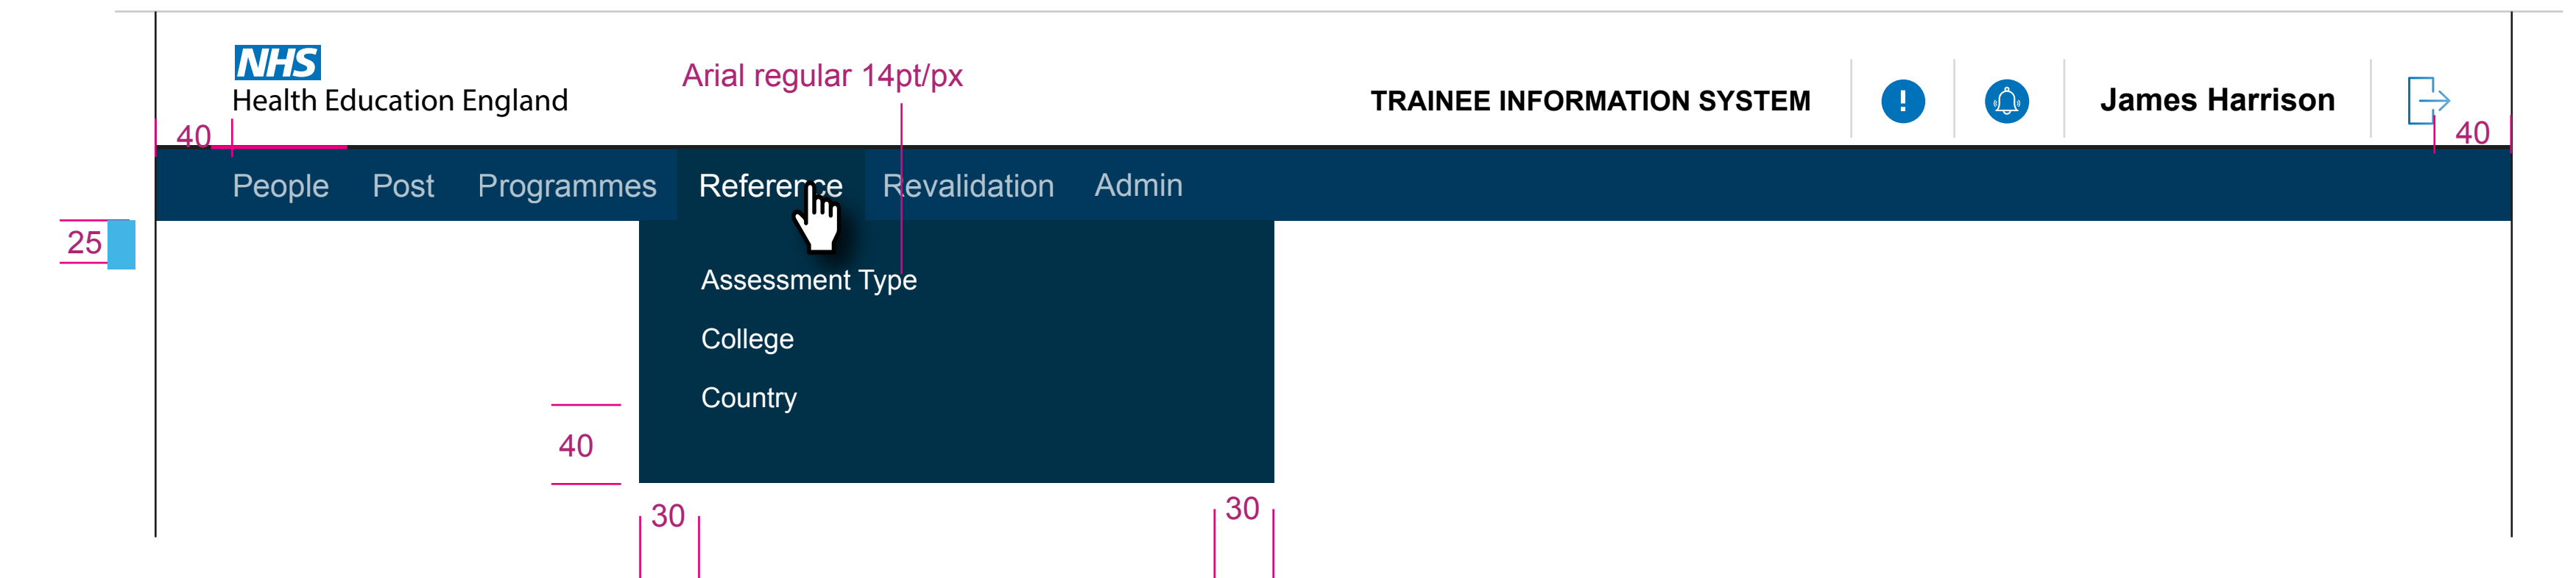 NHS
Health Education England
Arial regular 14pt/px
TRAINEE INFORMATION SYSTEM
!
James Harrison
40
40
People Post Programmes Reference Revalidation Admin
25
Assessment Type
College
Country
40
30
30